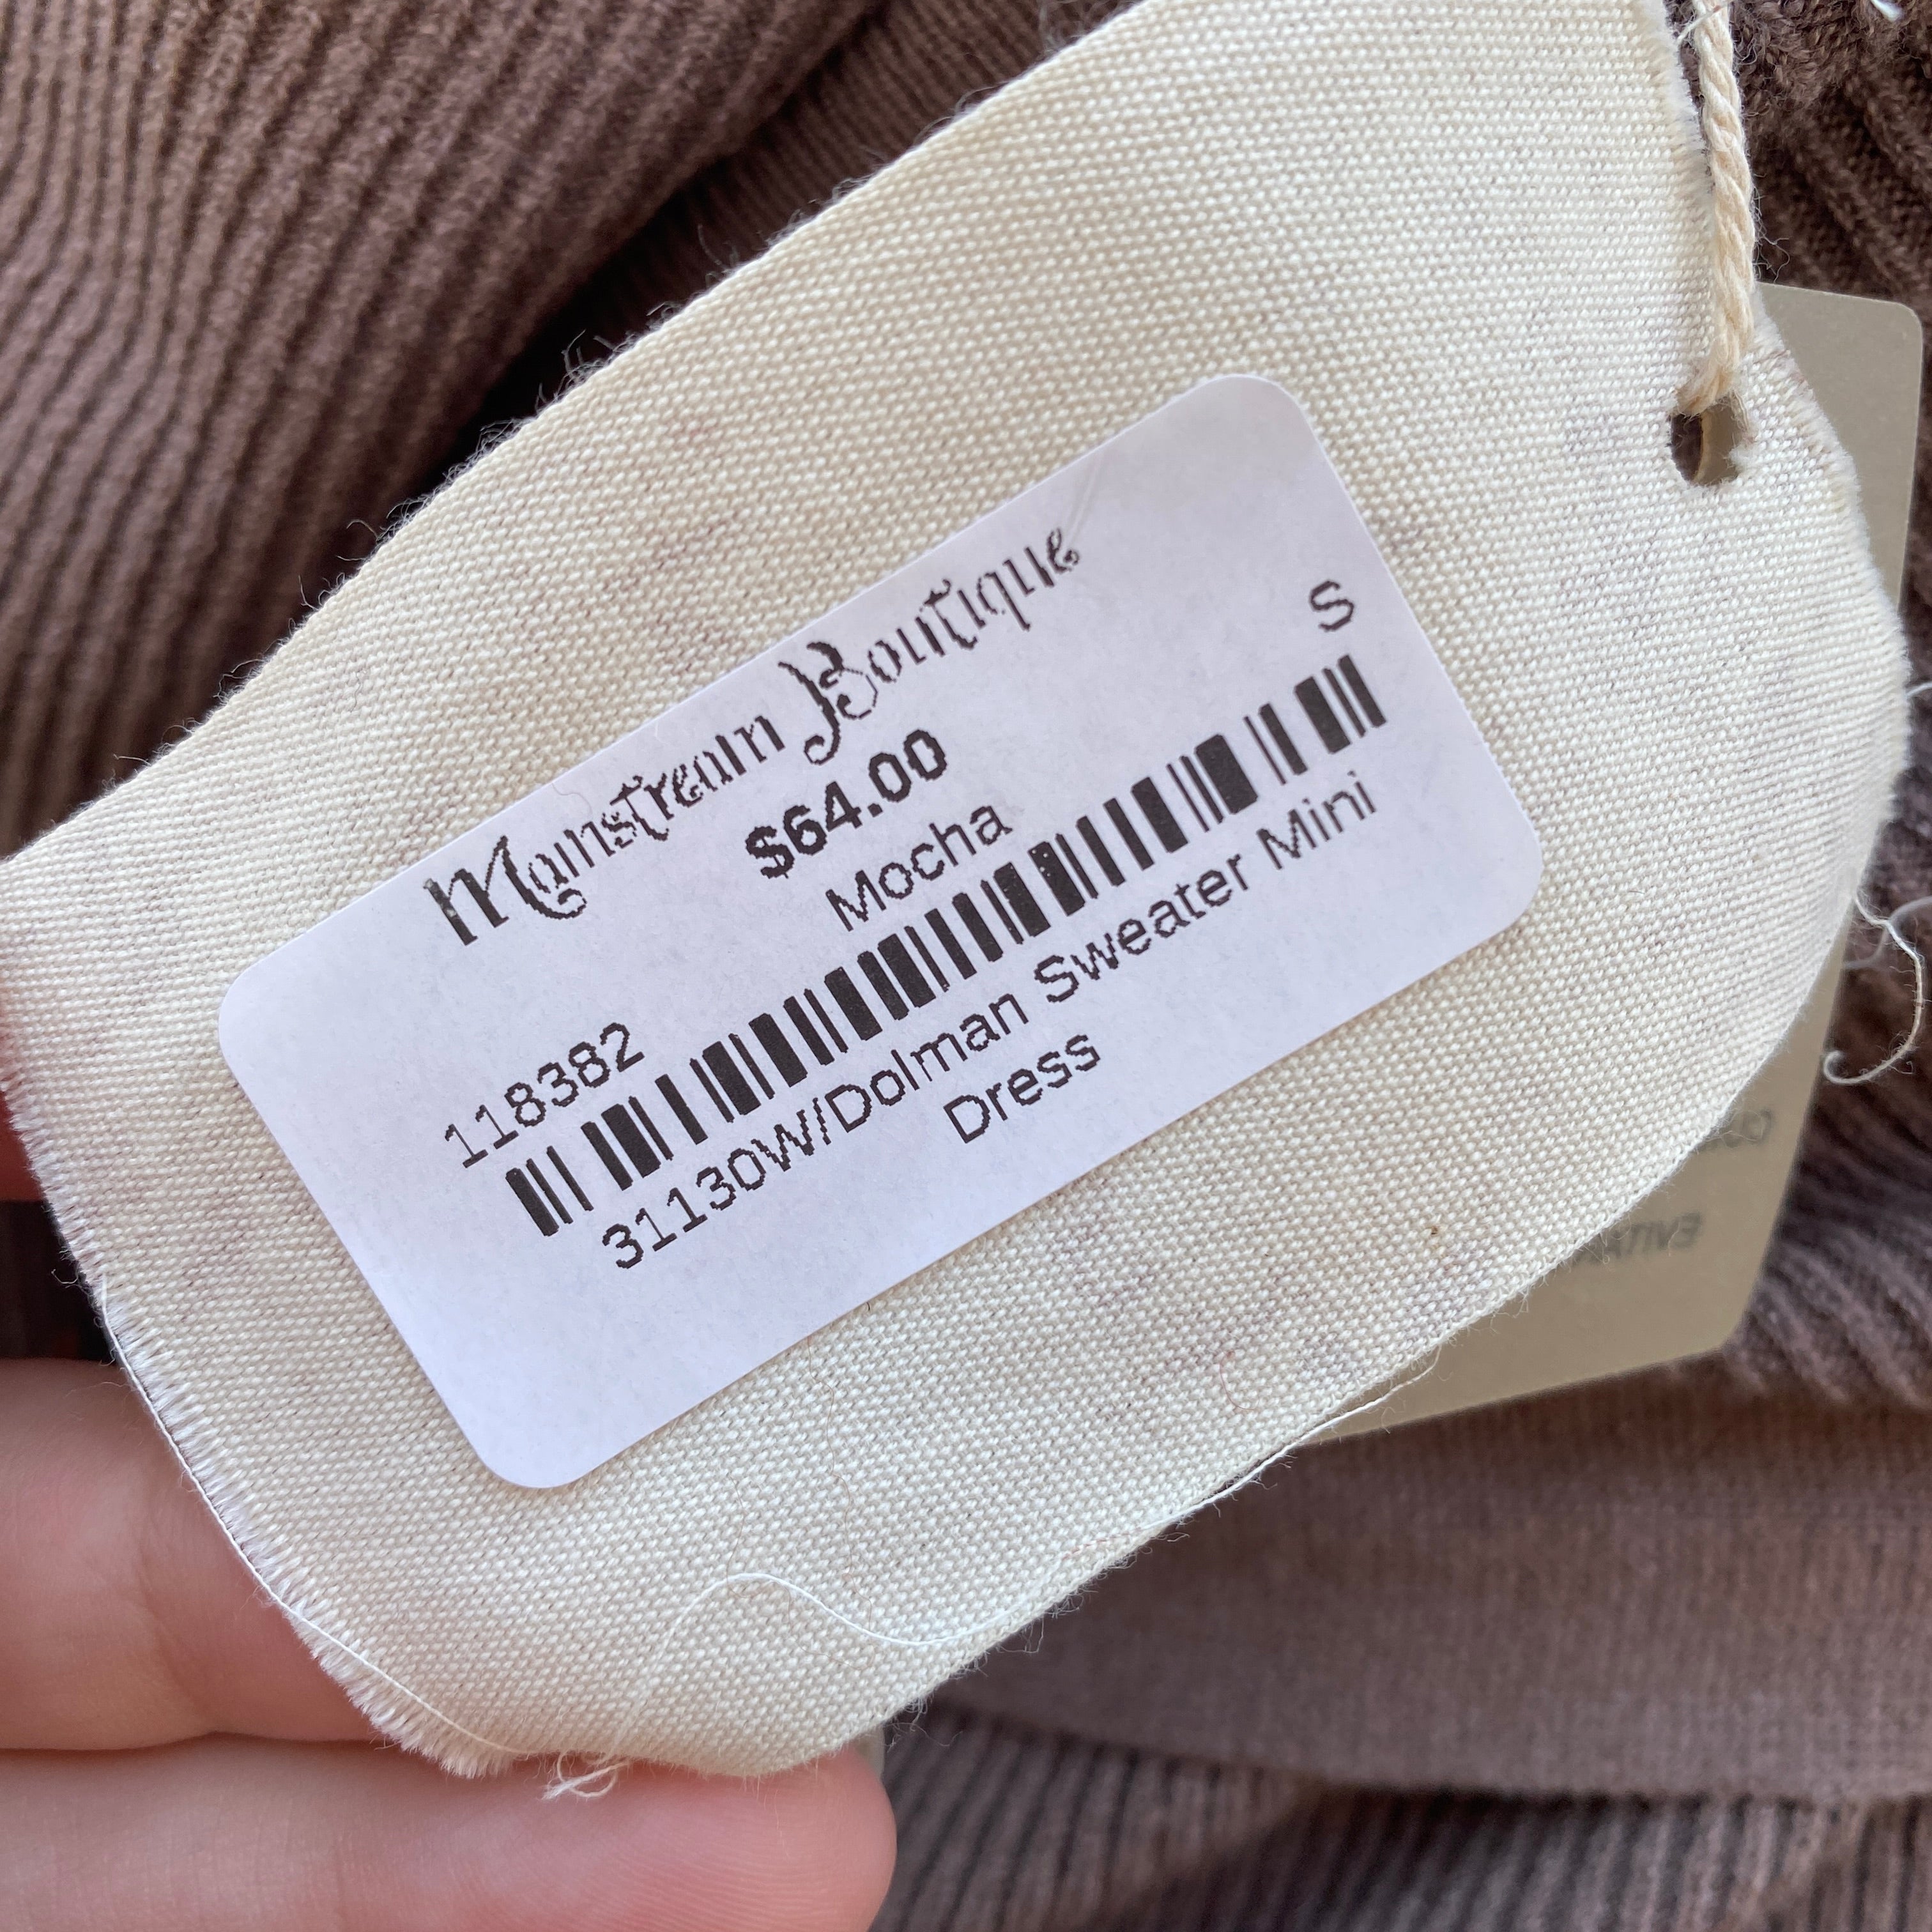 Mainstream Boutique
$64.00
Mocha
118382 S
31130W/Dolman Sweater Mini
Dress